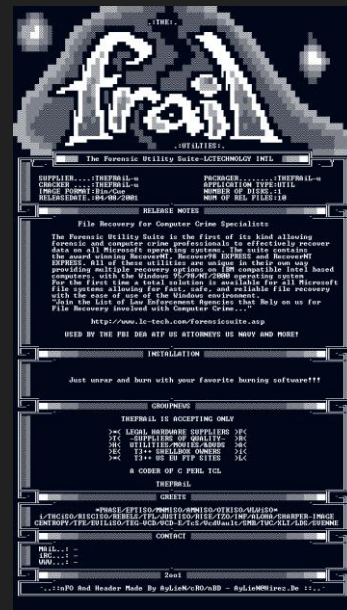 .:THE:.
frail
.:UTiLTIES:.
The Forensic Utility Suite-LCTECHNOLGY INTL
SUPPLIER....:THEFRAiL-u PACKAGER........:THEFRAiL-u
CRACKER ....:THEFRAiL-u APPLICATION TYPE:UTIL
IMAGE FORMAT:Bin/Cue NUMBER OF DISKS.:1
RELEASEDATE.:04/08/2001 NUM OF REL FILES:10
RELEASE NOTES
File Recovery for Computer Crime Specialists
The Forensic Utility Suite is the first of its kind allowing
forensic and computer crime professionals to effectively recover
data on all Microsoft operating systems. The suite contains
the award winning RecoverNT, Recover98 EXPRESS and RecoverNT
EXPRESS. All of these utilities are unique in their own way
providing multiple recovery options on IBM compatible Intel based
computers, with the Windows 95/98/NT/2000 operating systems.
For the first time a total solution is available for all Microsoft
file systems allowing for fast, safe, and reliable file recovery
with the ease of use of the Windows environment.
"Join the List of Law Enforcement Agencies that Rely on us for
File Recovery involved with Computer Crime..."
http://www.lc-tech.com/forensicsuite.asp
USED BY THE FBI DEA ATF US ATTORNEYS US NAVY AND MORE!
INSTALLATION
Just unrar and burn with your favorite burning software!!!
GROUPNEWS
THEFRAiL IS ACCEPTING ONLY
>*< LEGAL HARDWARE SUPPLIERS >F<
>T< -SUPPLIERS OF QUALITY- >R<
>H< UTILITIES/MOVIES/&DVDS >A<
>E< T3++ SHELLBOX OWNERS >i<
>*< T3++ US EU FTP SITES >L<
A CODER OF C PERL TCL
THEFRAiL
GREETS
CONTACT
MAiL..: -
iRC...: -
WWW...: -
2oo1
-..::nFO And Header Made By AyLieN/cRO/nBD - AyLieN@Hirez.De ::..-